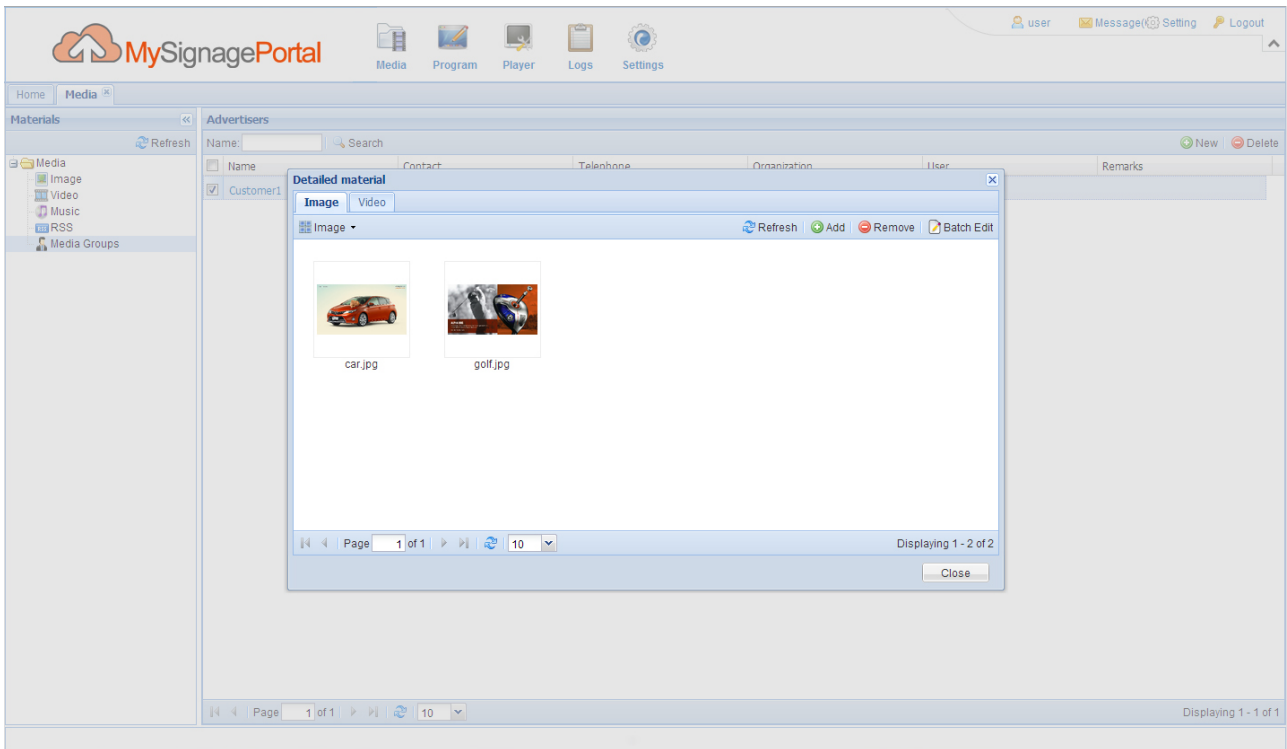 user Message( Setting Logout
MySignagePortal
Media Program Player Logs Settings
Home Media
Materials
Refresh
Media
Image
Video
Music
RSS
Media Groups
Advertisers
Name: Search New Delete
Name Contact Telephone Organization User Remarks
Customer1
Detailed material
Image Video
Image Refresh Add Remove Batch Edit
car.jpg golf.jpg
Page 1 of 1 10 Displaying 1 - 2 of 2
Close
Page 1 of 1 10 Displaying 1 - 1 of 1